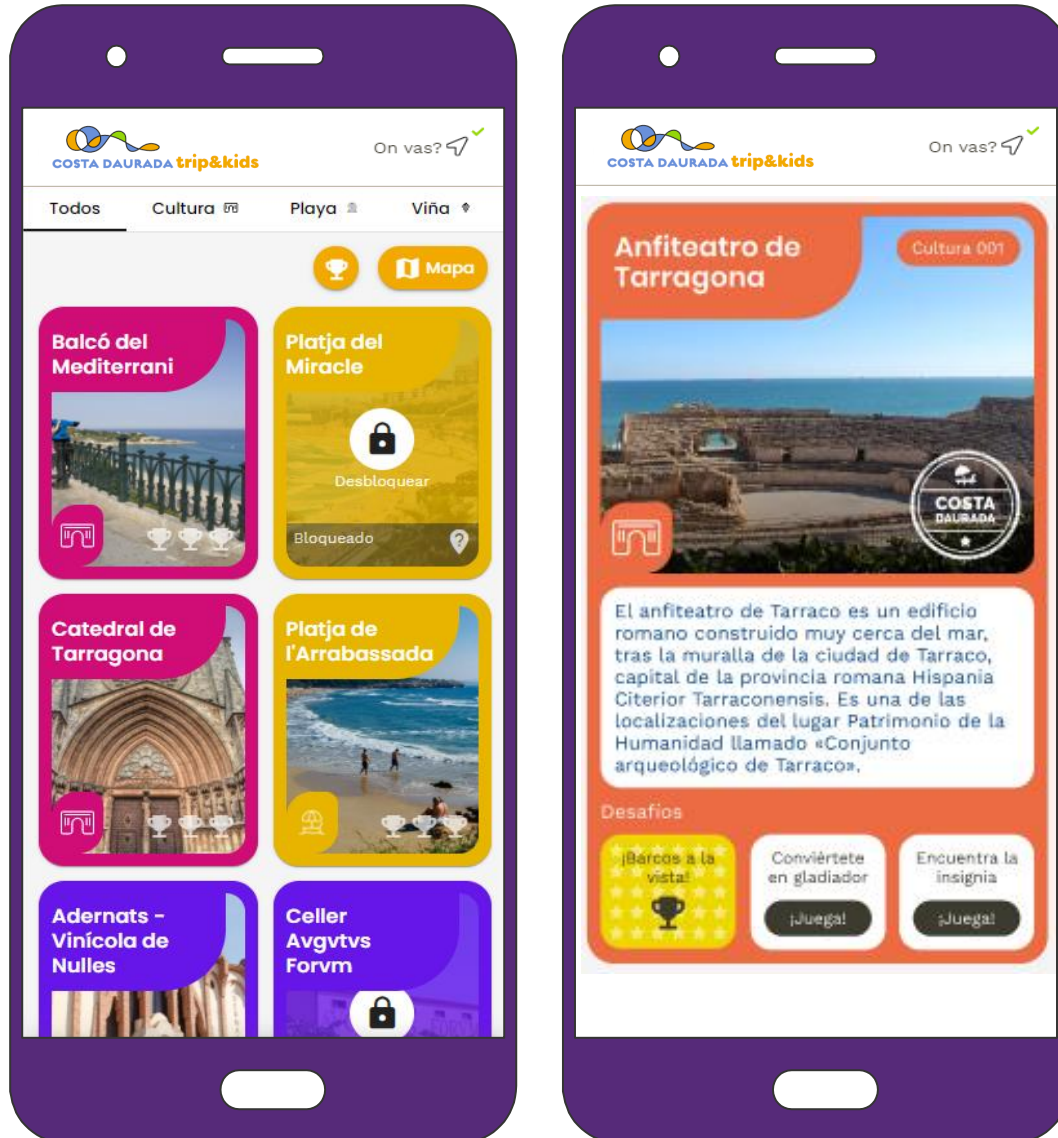 COSTA DAURADA trip&kids
On vas?
Todos Cultura Playa Viña
Mapa
Balcó del
Mediterrani
Platja del
Miracle
Desbloquear
Bloqueado
Catedral de
Tarragona
Platja de
l'Arrabassada
Adernats -
Vinícola de
Nulles
Celler
Avgvtvs
Forvm
COSTA DAURADA trip&kids
On vas?
Anfiteatro de
Tarragona
Cultura 001
COSTA
DAURADA
El anfiteatro de Tarraco es un edificio
romano construido muy cerca del mar,
tras la muralla de la ciudad de Tarraco,
capital de la provincia romana Hispania
Citerior Tarraconensis. Es una de las
localizaciones del lugar Patrimonio de la
Humanidad llamado «Conjunto
arqueológico de Tarraco».
Desafíos
¡Barcos a la
vista!
Conviértete
en gladiador
¡Juega!
Encuentra la
insignia
¡Juega!